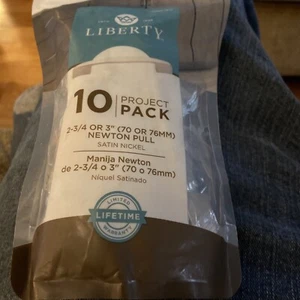 LIBERTY
10 PROJECT PACK
2-3/4 OR 3" (70 OR 76MM)
NEWTON PULL
SATIN NICKEL
Manija Newton
de 2-3/4 o 3" (70 o 76mm)
Níquel Satinado
LIMITED
LIFETIME
WARRANTY